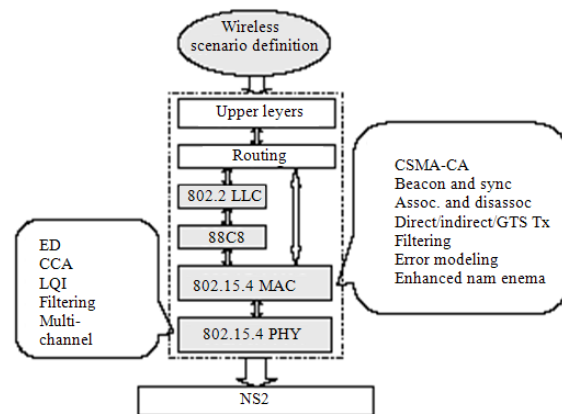 Wireless
scenario definition
Upper leyers
Routing
802.2 LLC
88C8
802.15.4 MAC
802.15.4 PHY
NS2
ED
CCA
LQI
Filtering
Multi-
channel
CSMA-CA
Beacon and sync
Assoc. and disassoc
Direct/indirect/GTS Tx
Filtering
Error modeling
Enhanced nam enema